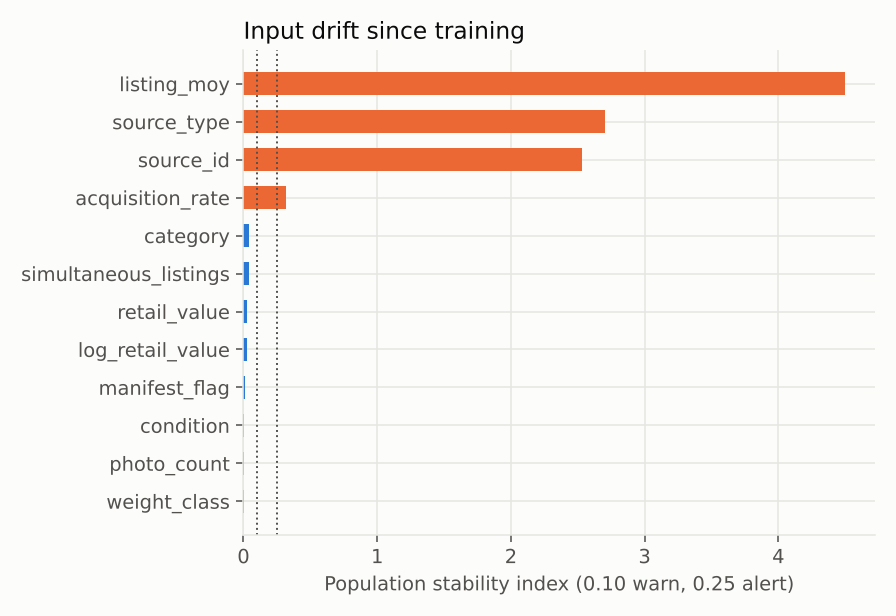 Input drift since training
listing_moy
source_type
source_id
acquisition_rate
category
simultaneous_listings
retail_value
log_retail_value
manifest_flag
condition
photo_count
weight_class
0 1 2 3 4
Population stability index (0.10 warn, 0.25 alert)